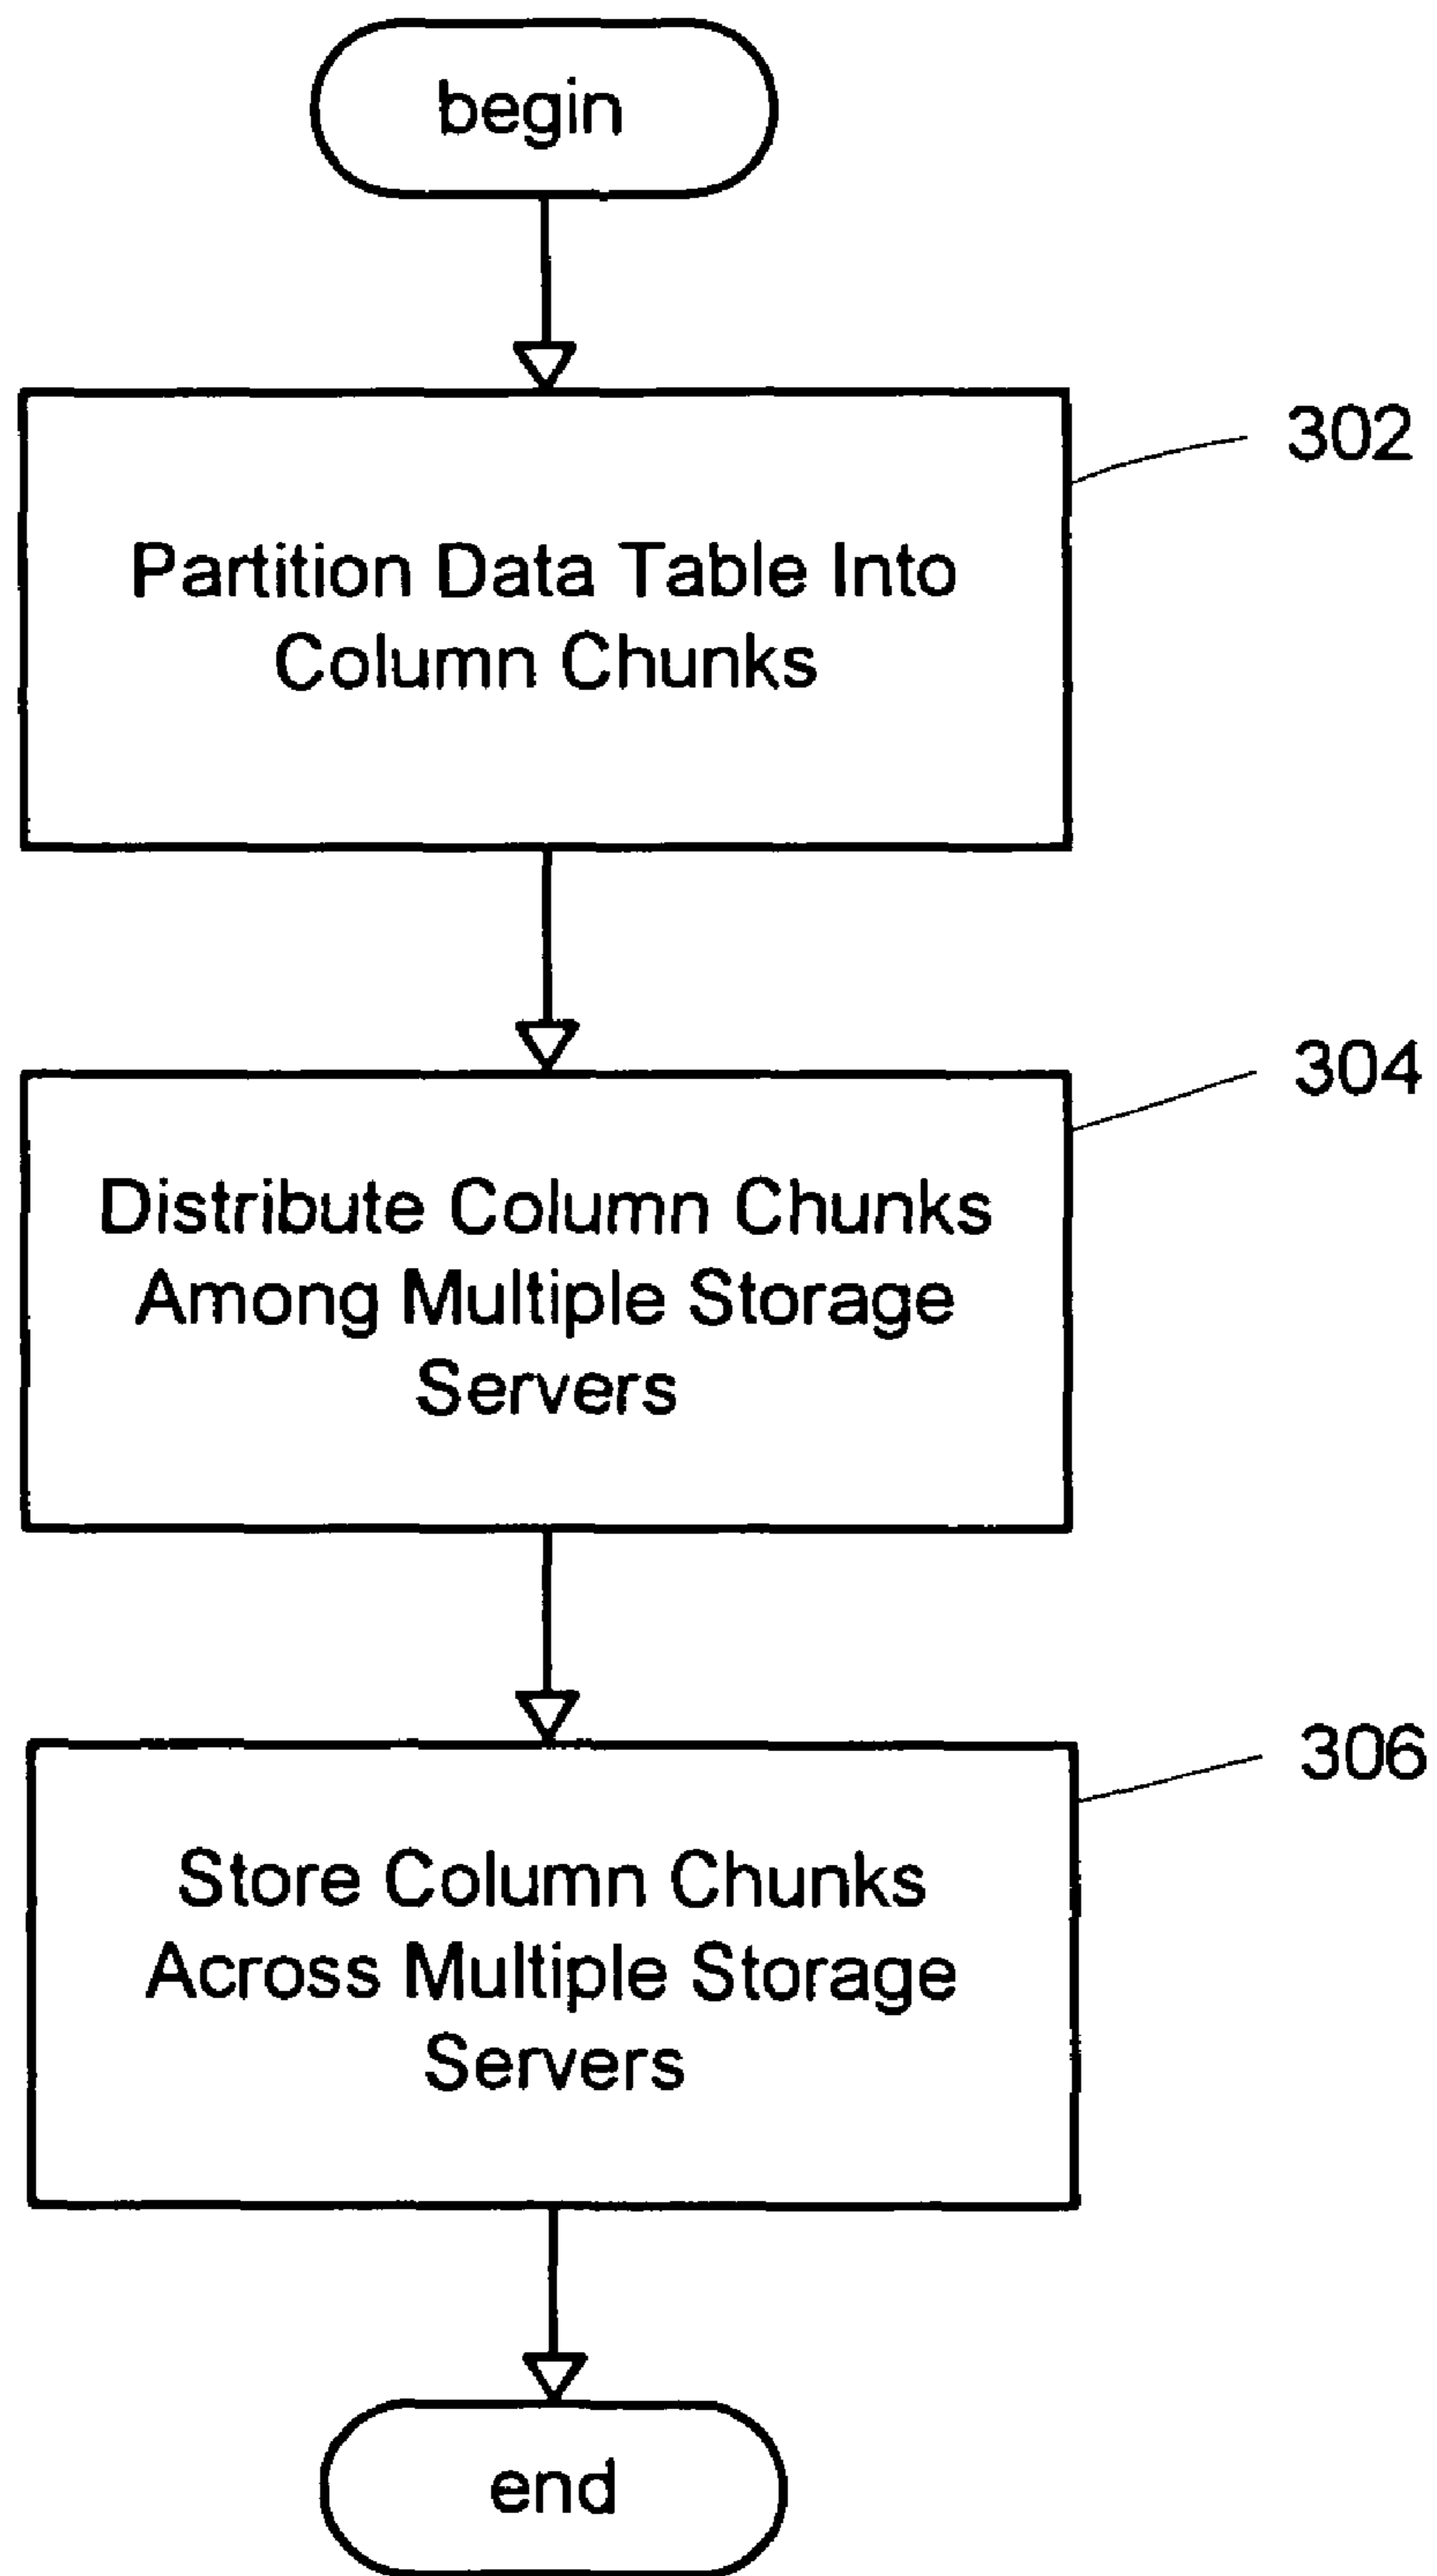 begin
302
Partition Data Table Into
Column Chunks
304
Distribute Column Chunks
Among Multiple Storage
Servers
306
Store Column Chunks
Across Multiple Storage
Servers
end